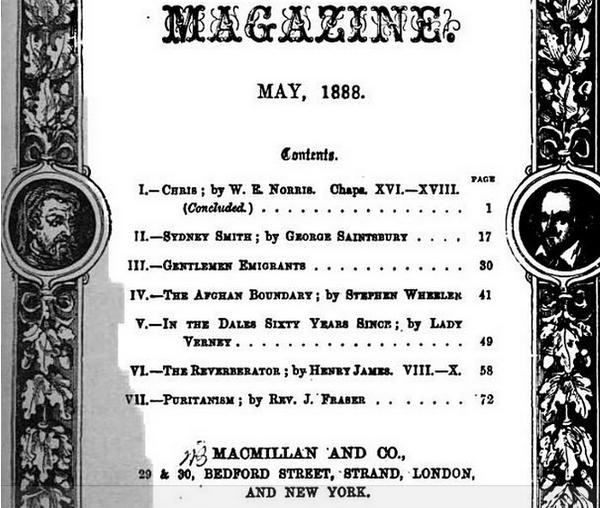 MAGAZINE.
MAY, 1888.
Contents.
PAGE
I.—CHRIS; by W. E. NORRIS. Chaps. XVI.—XVIII.
(Concluded.) . . . . . . . . . . . . . . . . 1
II.—SYDNEY SMITH; by GEORGE SAINTSBURY . . . . 17
III.—GENTLEMEN EMIGRANTS . . . . . . . . . . . 30
IV.—THE AFGHAN BOUNDARY; by STEPHEN WHEELER 41
V.—IN THE DALES SIXTY YEARS SINCE; by LADY
VERNEY . . . . . . . . . . . . . . . . . 49
VI.—THE REVERBERATOR; by HENRY JAMES. VIII.—X. 58
VII.—PURITANISM; by REV. J. FRASER . . . . . . 72
MACMILLAN AND CO.,
29 & 30, BEDFORD STREET, STRAND, LONDON,
AND NEW YORK.